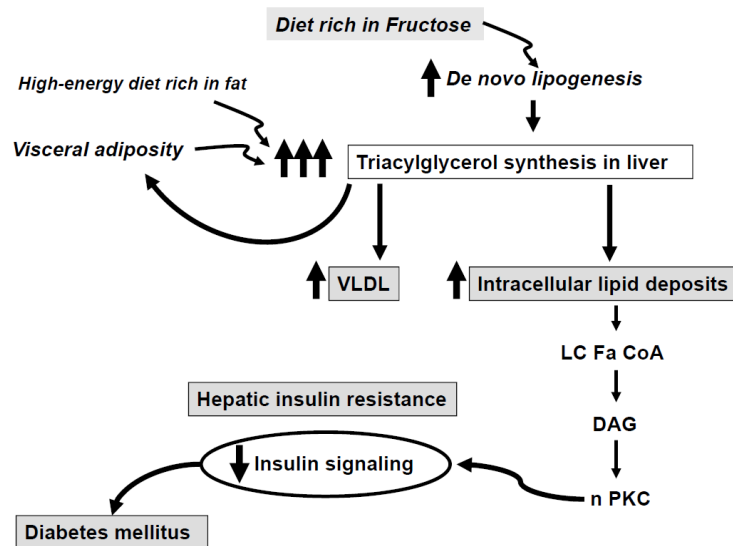 Diet rich in Fructose
De novo lipogenesis
High-energy diet rich in fat
Visceral adiposity
Triacylglycerol synthesis in liver
VLDL
Intracellular lipid deposits
LC Fa CoA
Hepatic insulin resistance
DAG
Insulin signaling
n PKC
Diabetes mellitus